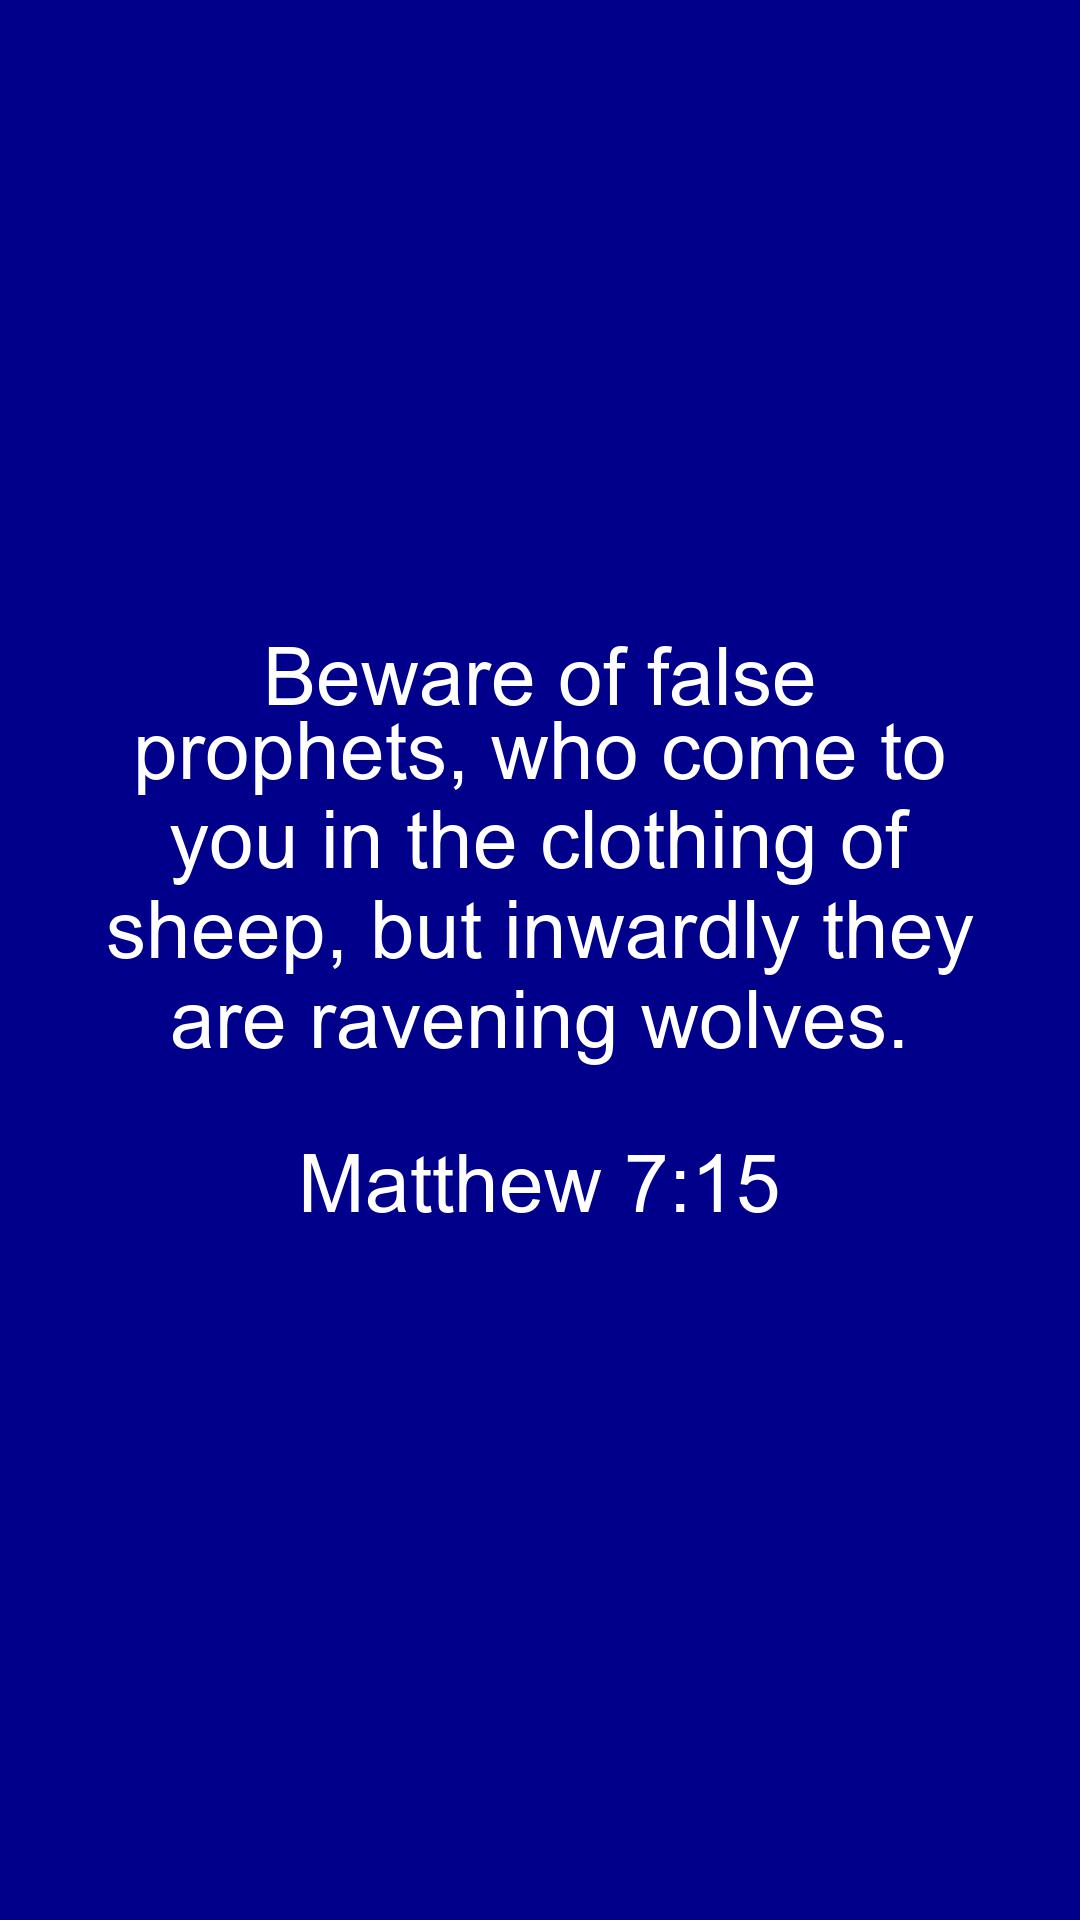 Beware of false
prophets, who come to
you in the clothing of
sheep, but inwardly they
are ravening wolves.
Matthew 7:15